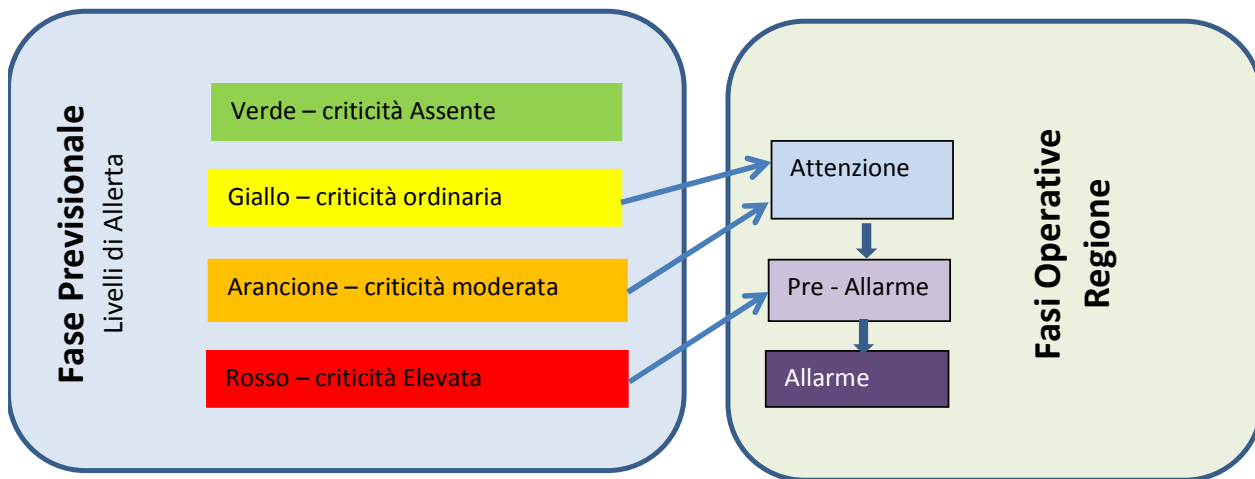 Fase Previsionale
Livelli di Allerta
Verde – criticità Assente
Giallo – criticità ordinaria
Arancione – criticità moderata
Rosso – criticità Elevata
Attenzione
Pre - Allarme
Allarme
Fasi Operative
Regione